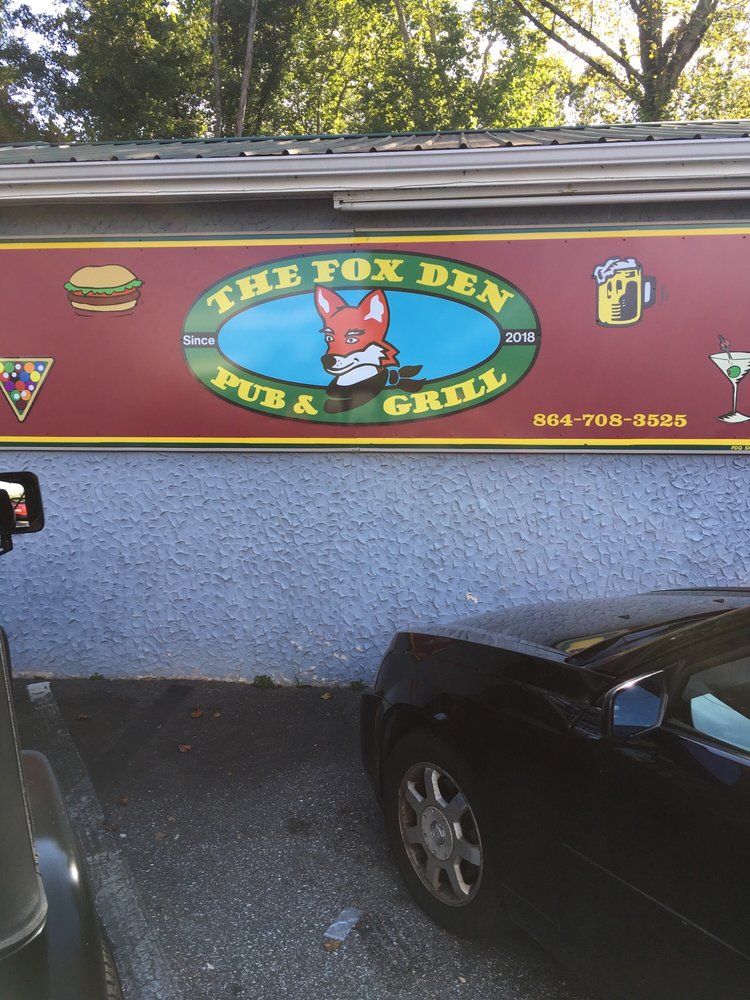 THE FOX DEN
Since 2018
PUB & GRILL
864-708-3525